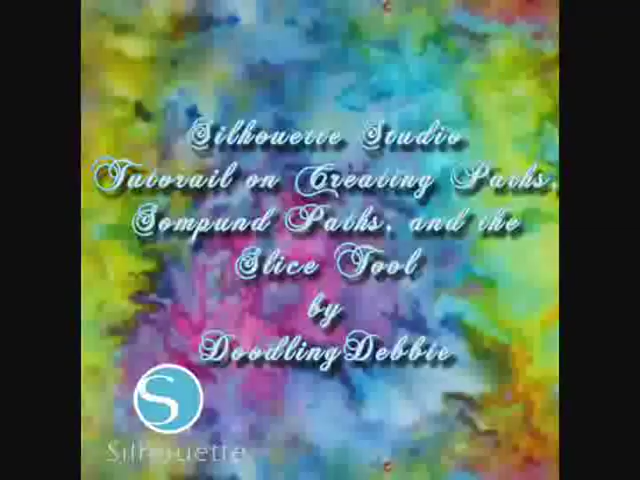 Silhouette Studio
Tutorail on Creating Paths,
Compund Paths, and the
Slice Tool
by
DoodlingDebbie
S
Silhouette